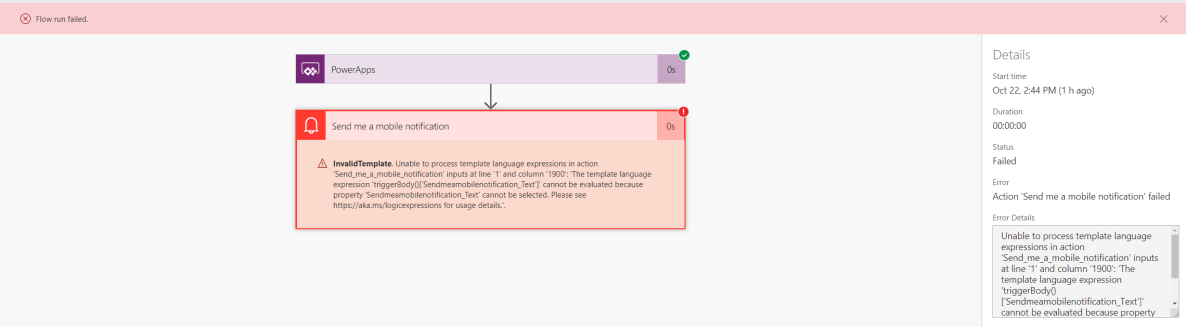 Flow run failed.
PowerApps
0s
Send me a mobile notification
0s
InvalidTemplate. Unable to process template language expressions in action
'Send_me_a_mobile_notification' inputs at line '1' and column '1900': 'The template language
expression 'triggerBody()['Sendmeamobilenotification_Text']' cannot be evaluated because
property 'Sendmeamobilenotification_Text' cannot be selected. Please see
https://aka.ms/logicexpressions for usage details.'.
Details
Start time
Oct 22, 2:44 PM (1 h ago)
Duration
00:00:00
Status
Failed
Error
Action 'Send me a mobile notification' failed
Error Details
Unable to process template language
expressions in action
'Send_me_a_mobile_notification' inputs
at line '1' and column '1900': 'The
template language expression
'triggerBody()
['Sendmeamobilenotification_Text']'
cannot be evaluated because property